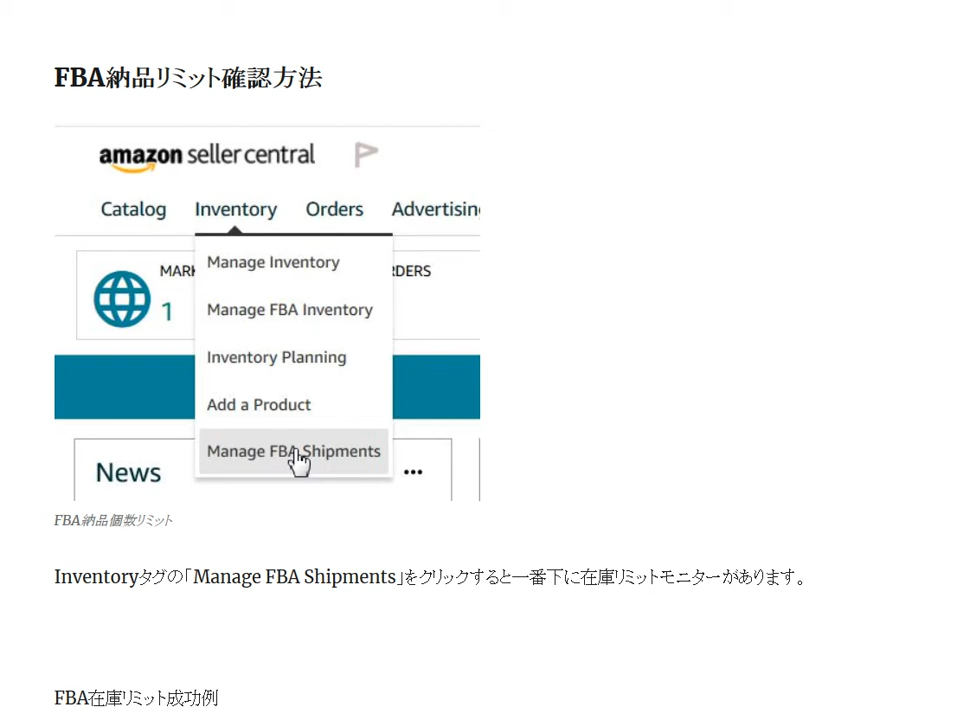 FBA納品リミット確認方法
amazon seller central
Catalog Inventory Orders Advertising
Manage Inventory
MARK
RDERS
1
Manage FBA Inventory
Inventory Planning
Add a Product
Manage FBA Shipments
News
•••
FBA納品個数リミット
Inventoryタグの「Manage FBA Shipments」をクリックすると一番下に在庫リミットモニターがあります。
FBA在庫リミット成功例